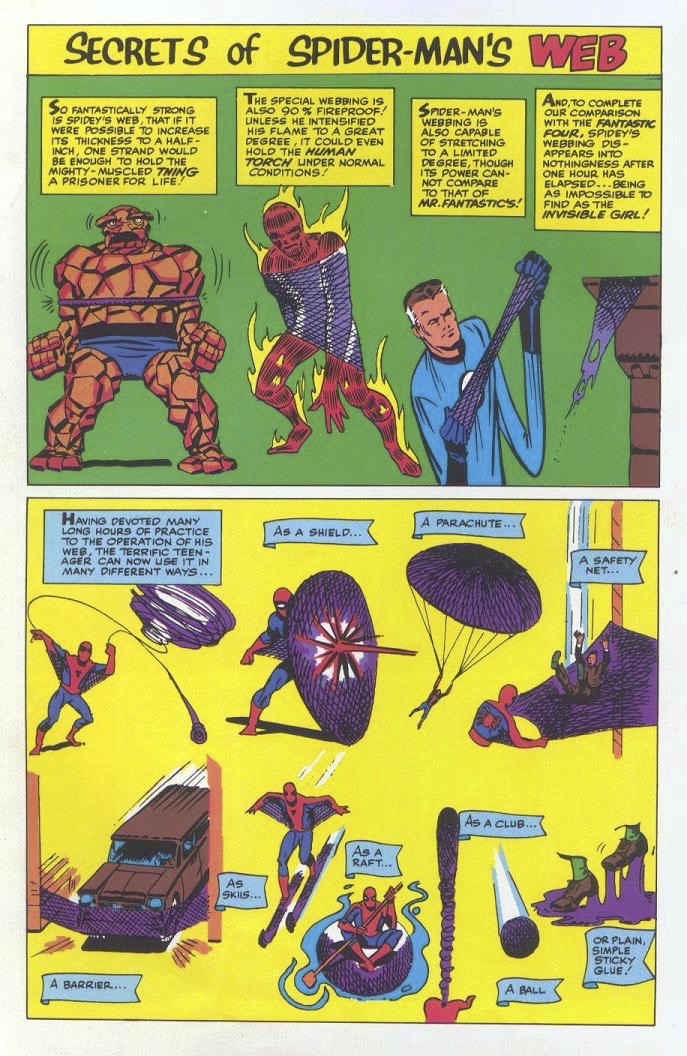 SECRETS OF SPIDER-MAN'S WEB
SO FANTASTICALLY STRONG
IS SPIDEY'S WEB, THAT IF IT
WERE POSSIBLE TO INCREASE
ITS THICKNESS TO A HALF-
INCH, ONE STRAND WOULD
BE ENOUGH TO HOLD THE
MIGHTY-MUSCLED THING
A PRISONER FOR LIFE!
THE SPECIAL WEBBING IS
ALSO 90% FIREPROOF!
UNLESS HE INTENSIFIED
HIS FLAME TO A GREAT
DEGREE, IT COULD EVEN
HOLD THE HUMAN
TORCH UNDER NORMAL
CONDITIONS!
SPIDER-MAN'S
WEBBING IS
ALSO CAPABLE
OF STRETCHING
TO A LIMITED
DEGREE, THOUGH
ITS POWER CAN-
NOT COMPARE
TO THAT OF
MR. FANTASTIC'S!
AND, TO COMPLETE
OUR COMPARISON
WITH THE FANTASTIC
FOUR, SPIDEY'S
WEBBING DIS-
APPEARS INTO
NOTHINGNESS AFTER
ONE HOUR HAS
ELAPSED...BEING
AS IMPOSSIBLE TO
FIND AS THE
INVISIBLE GIRL!
HAVING DEVOTED MANY
LONG HOURS OF PRACTICE
TO THE OPERATION OF HIS
WEB, THE TERRIFIC TEEN-
AGER CAN NOW USE IT IN
MANY DIFFERENT WAYS...
AS A SHIELD...
A PARACHUTE...
A SAFETY
NET...
A BARRIER...
AS
SKIIS...
AS A
RAFT...
AS A CLUB...
A BALL
OR PLAIN,
SIMPLE
STICKY
GLUE!